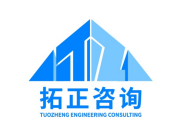 拓正咨询
TUOZHENG ENGINEERING CONSULTING